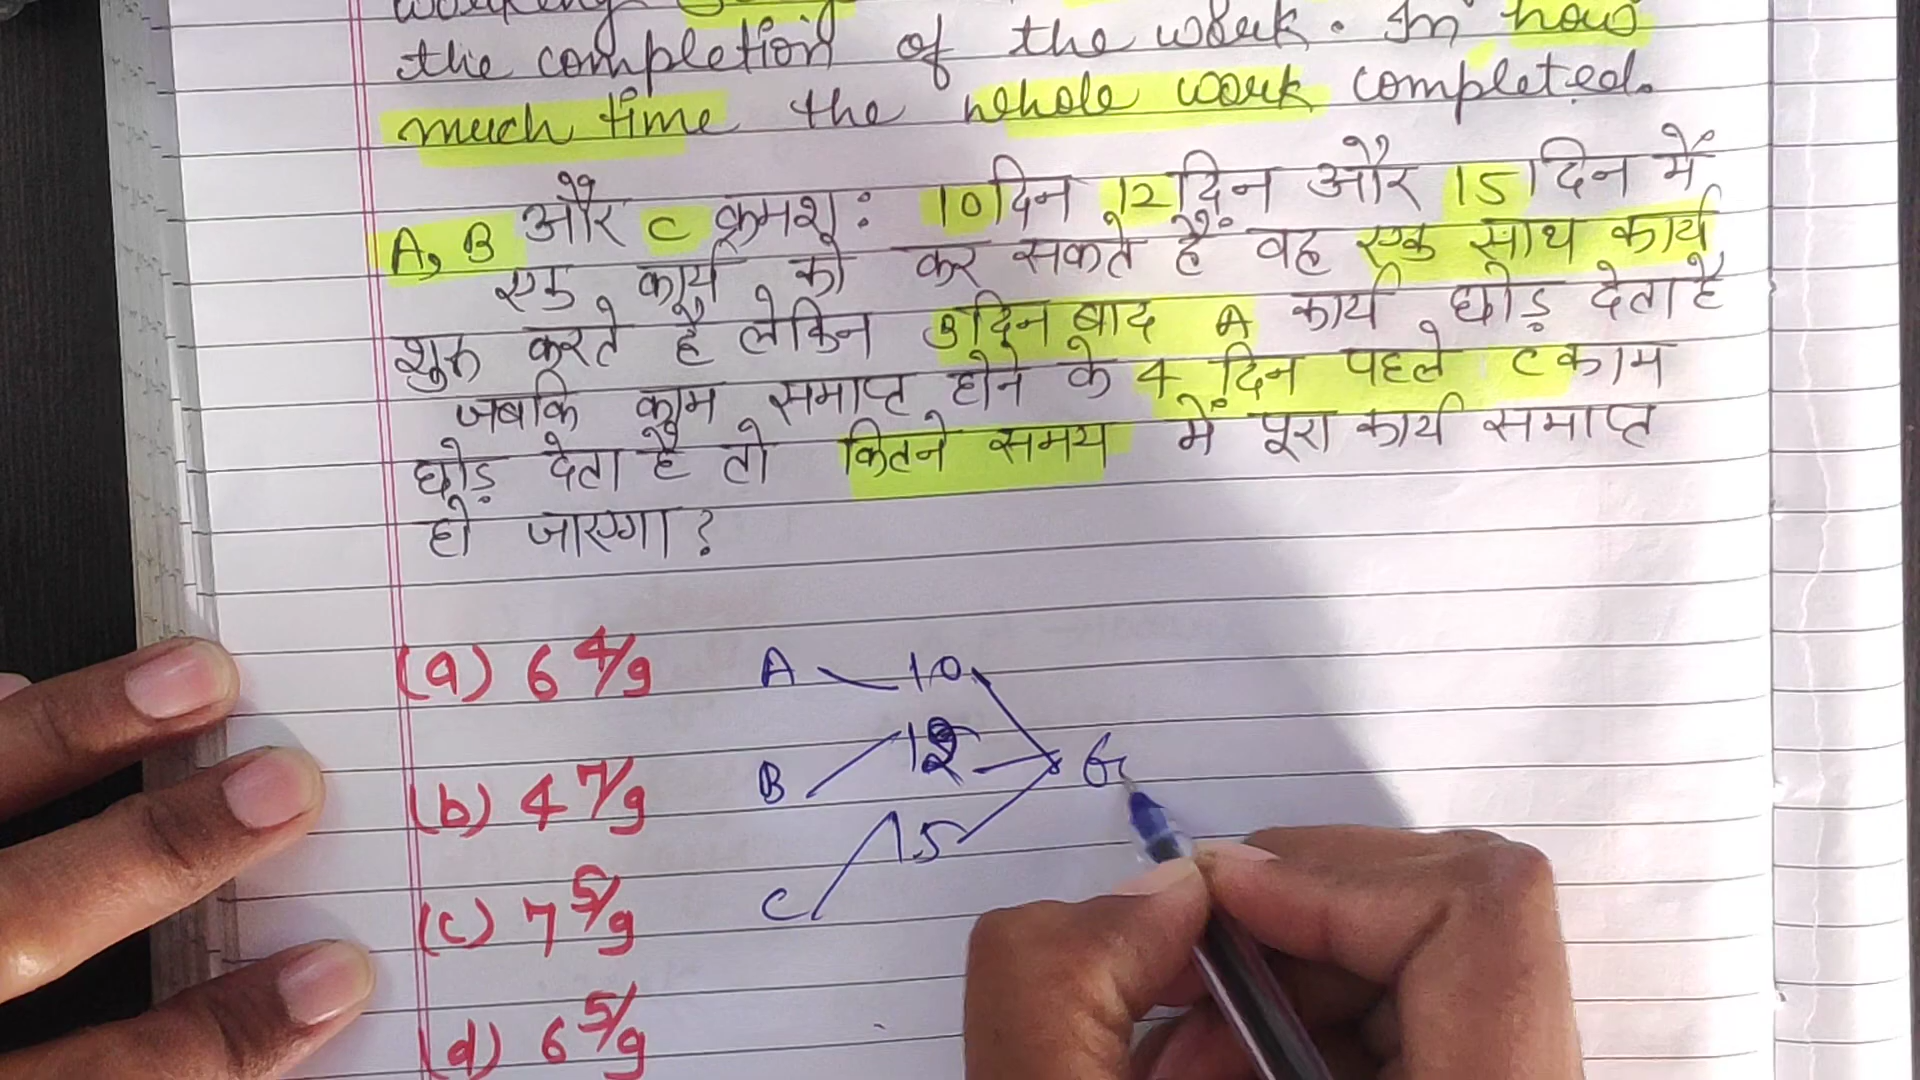 working
the completion of the work. In how
much time the whole work completed.
A, B और C क्रमश: 10 दिन 12 दिन और 15 दिन में
एक कार्य को कर सकते हैं वह एक साथ कार्य
शुरू करते है लेकिन 3 दिन बाद A कार्य छोड़ देता है
जबकि काम समाप्त होने के 4 दिन पहले C काम
छोड़ देता है तो कितने समय में पूरा कार्य समाप्त
हो जाएगा ?
(a) 6 4/9
A 10
(b) 4 7/9
B 12
(c) 7 5/9
C 15
(d) 6 5/9